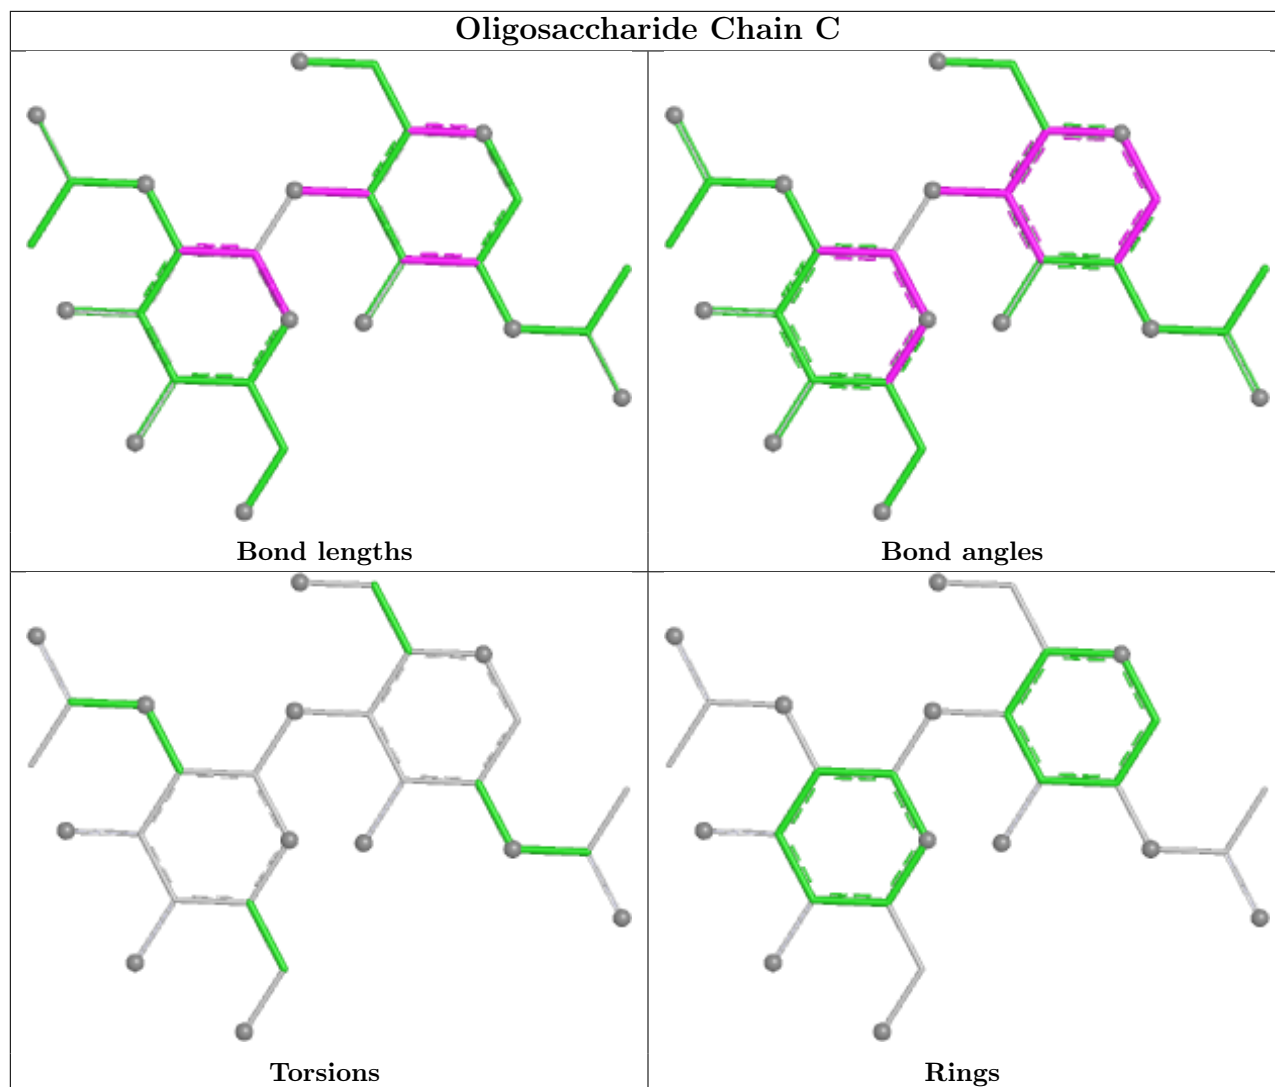 Oligosaccharide Chain C
Bond lengths
Bond angles
Torsions
Rings